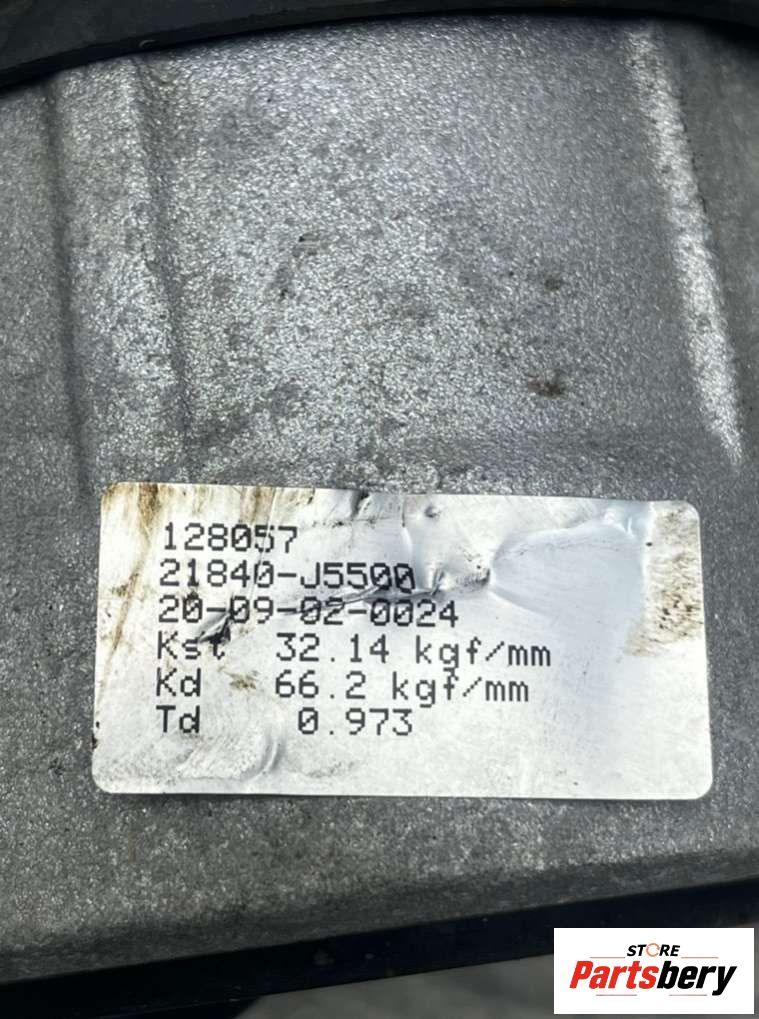 128057
21840-J5500
20-09-02-0024
Kst 32.14 kgf/mm
Kd 66.2 kgf/mm
Td 0.973
STORE
Partsbery